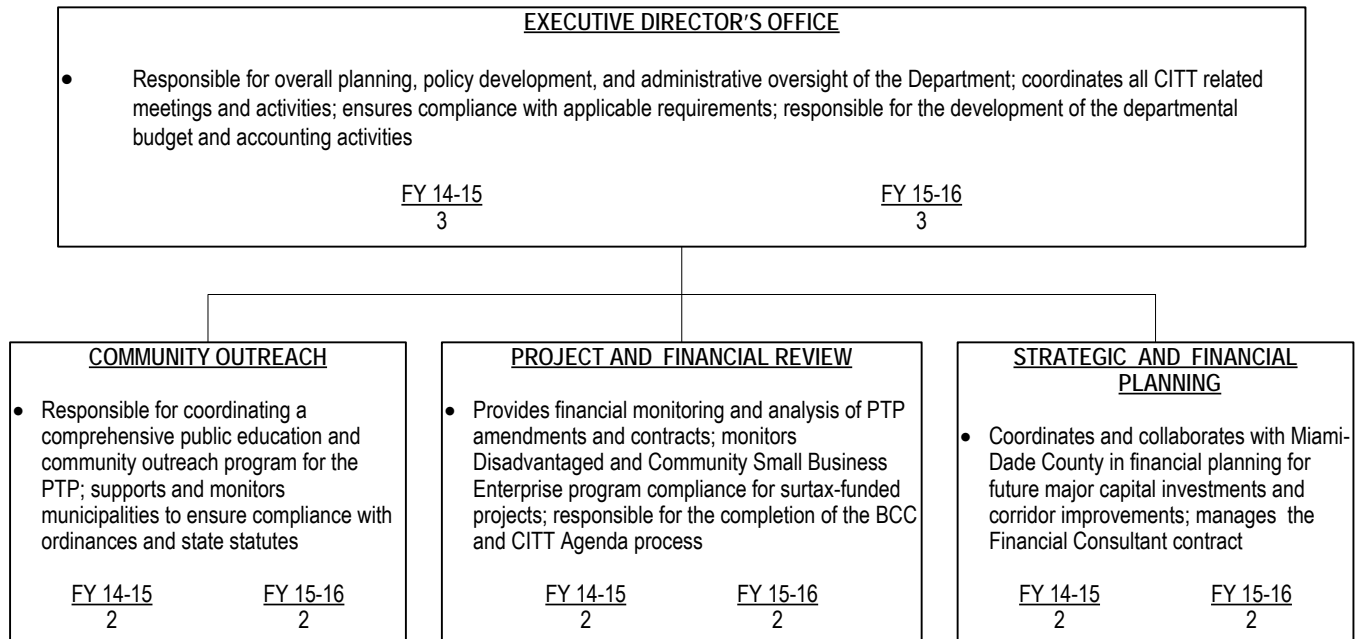 EXECUTIVE DIRECTOR'S OFFICE
• Responsible for overall planning, policy development, and administrative oversight of the Department; coordinates all CITT related
meetings and activities; ensures compliance with applicable requirements; responsible for the development of the departmental
budget and accounting activities
FY 14-15 FY 15-16
3 3
COMMUNITY OUTREACH
• Responsible for coordinating a
comprehensive public education and
community outreach program for the
PTP; supports and monitors
municipalities to ensure compliance with
ordinances and state statutes
FY 14-15 FY 15-16
2 2
PROJECT AND FINANCIAL REVIEW
• Provides financial monitoring and analysis of PTP
amendments and contracts; monitors
Disadvantaged and Community Small Business
Enterprise program compliance for surtax-funded
projects; responsible for the completion of the BCC
and CITT Agenda process
FY 14-15 FY 15-16
2 2
STRATEGIC AND FINANCIAL
PLANNING
• Coordinates and collaborates with Miami-
Dade County in financial planning for
future major capital investments and
corridor improvements; manages the
Financial Consultant contract
FY 14-15 FY 15-16
2 2